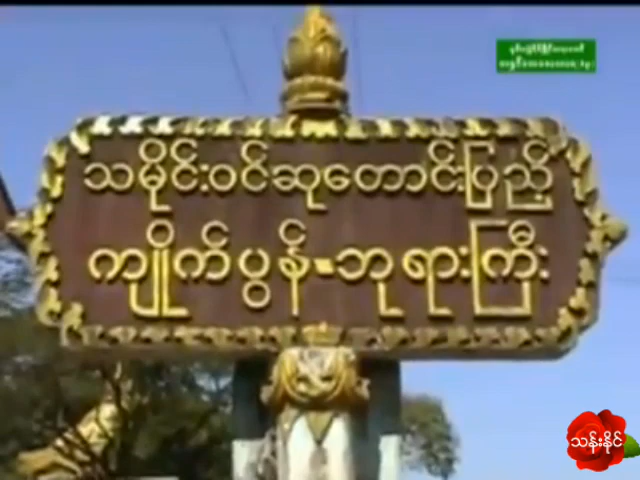 သမိုင်းဝင်ဆုတောင်းပြည့်
ကျိုက်ပွန်-ဘုရားကြီး
သန်းနိုင်